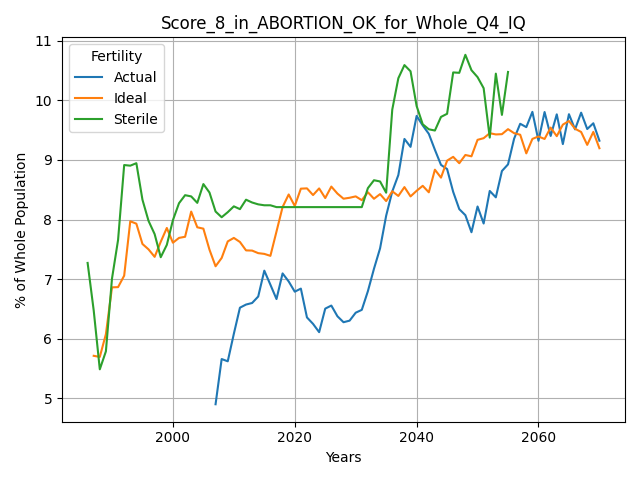 Score_8_in_ABORTION_OK_for_Whole_Q4_IQ
Fertility
Actual
Ideal
Sterile
% of Whole Population
11
10
9
8
7
6
5
2000
2020
2040
2060
Years